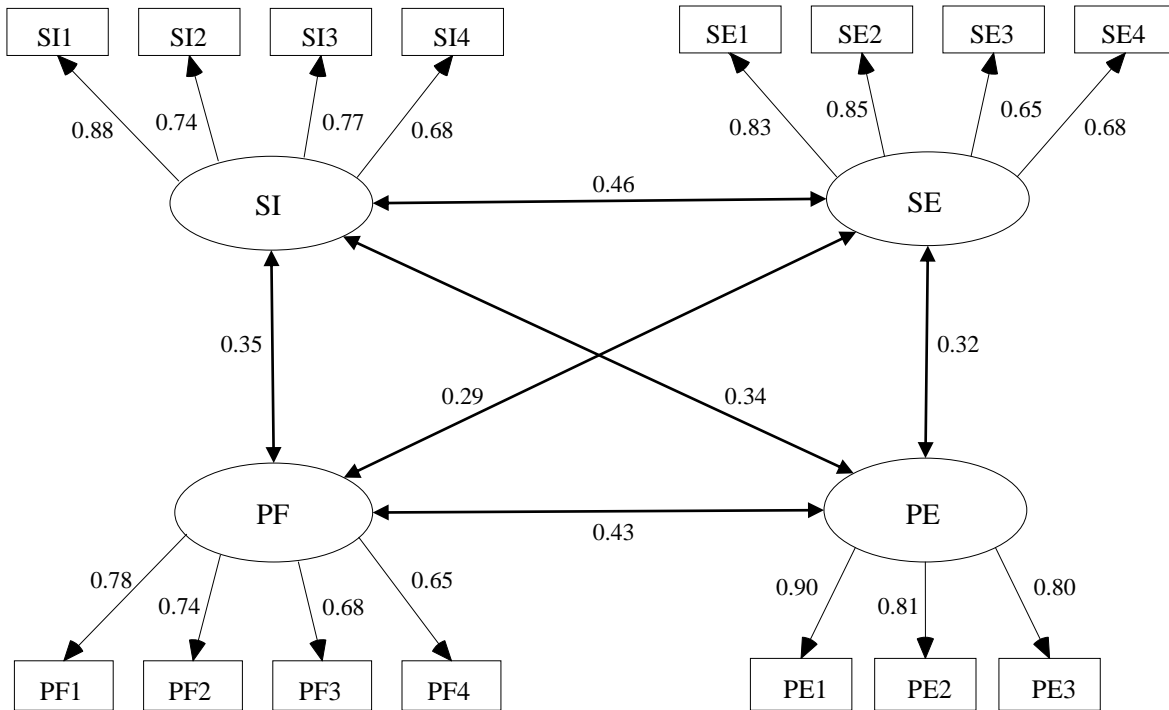 SI1 SI2 SI3 SI4 SE1 SE2 SE3 SE4
0.88 0.74 0.77 0.68 0.83 0.85 0.65 0.68
0.46
SI SE
0.35 0.32
0.29 0.34
PF PE
0.43
0.78 0.74 0.68 0.65 0.90 0.81 0.80
PF1 PF2 PF3 PF4 PE1 PE2 PE3